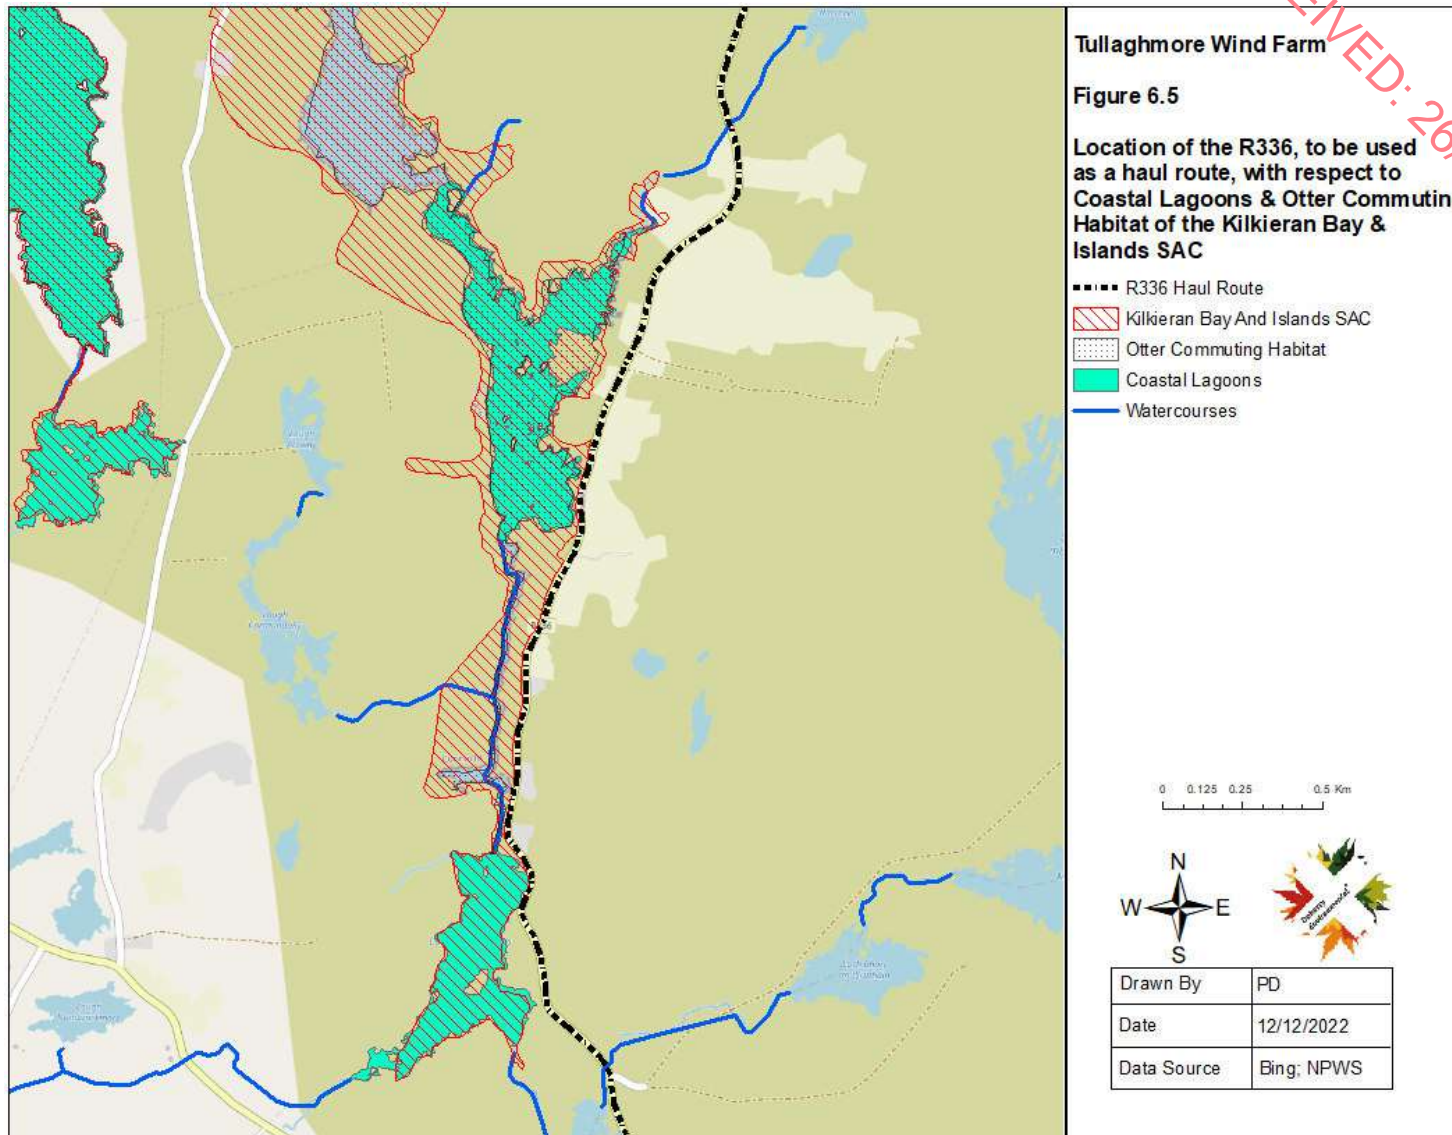 Tullaghmore Wind Farm
Figure 6.5
Location of the R336, to be used
as a haul route, with respect to
Coastal Lagoons & Otter Commutin
Habitat of the Kilkieran Bay &
Islands SAC
R336 Haul Route
Kilkieran Bay And Islands SAC
Otter Commuting Habitat
Coastal Lagoons
Watercourses
0 0.125 0.25 0.5 Km
N
W E
S
Drawn By PD
Date 12/12/2022
Data Source Bing; NPWS
Lough